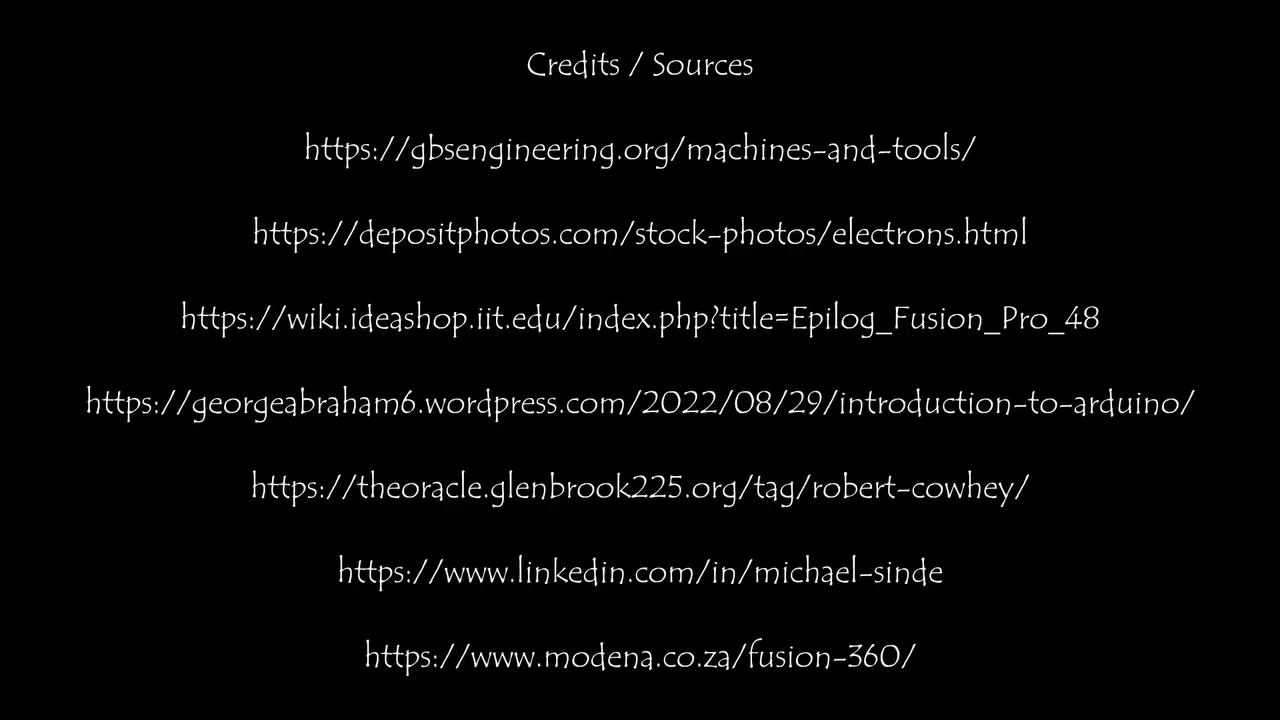 Credits / Sources
https://gbsengineering.org/machines-and-tools/
https://depositphotos.com/stock-photos/electrons.html
https://wiki.ideashop.iit.edu/index.php?title=Epilog_Fusion_Pro_48
https://georgeabraham6.wordpress.com/2022/08/29/introduction-to-arduino/
https://theoracle.glenbrook225.org/tag/robert-cowhey/
https://www.linkedin.com/in/michael-sinde
https://www.modena.co.za/fusion-360/